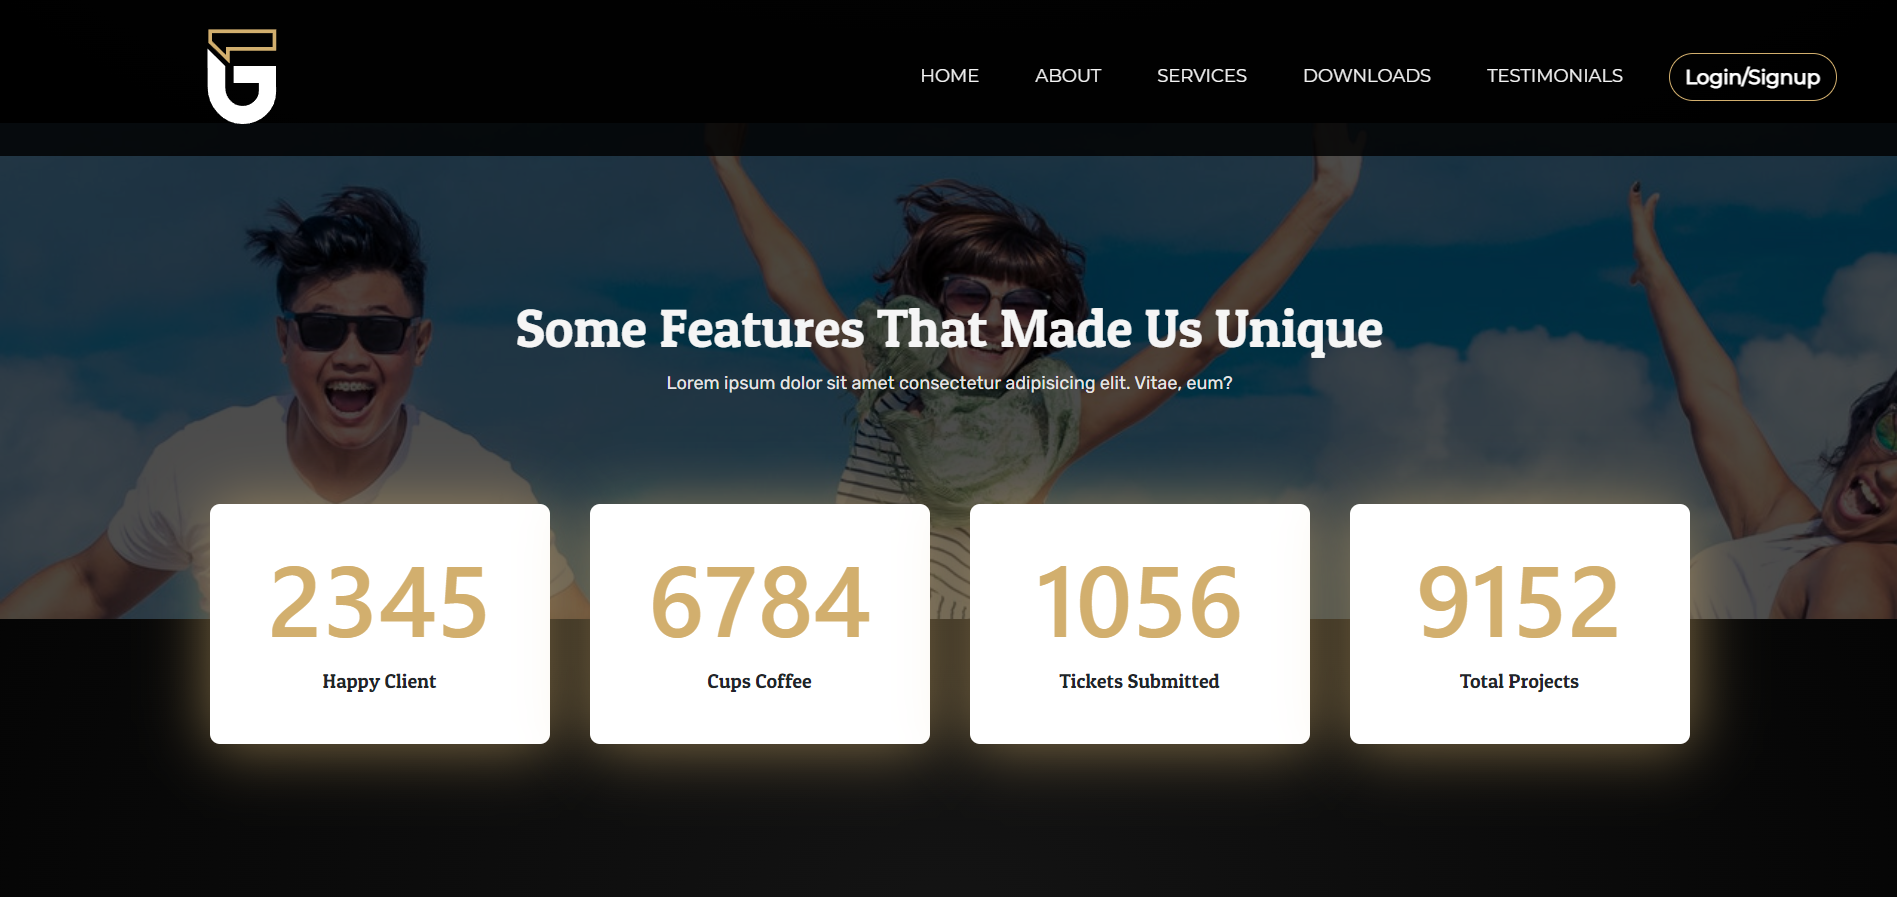 HOME ABOUT SERVICES DOWNLOADS TESTIMONIALS Login/Signup
Some Features That Made Us Unique
Lorem ipsum dolor sit amet consectetur adipisicing elit. Vitae, eum?
2345 6784 1056 9152
Happy Client Cups Coffee Tickets Submitted Total Projects